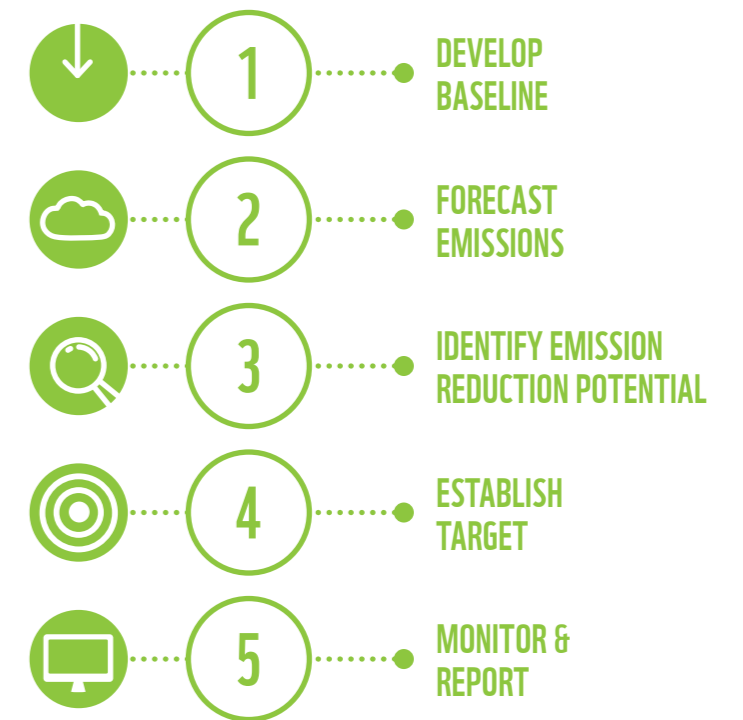 1
DEVELOP
BASELINE
2
FORECAST
EMISSIONS
3
IDENTIFY EMISSION
REDUCTION POTENTIAL
4
ESTABLISH
TARGET
5
MONITOR &
REPORT